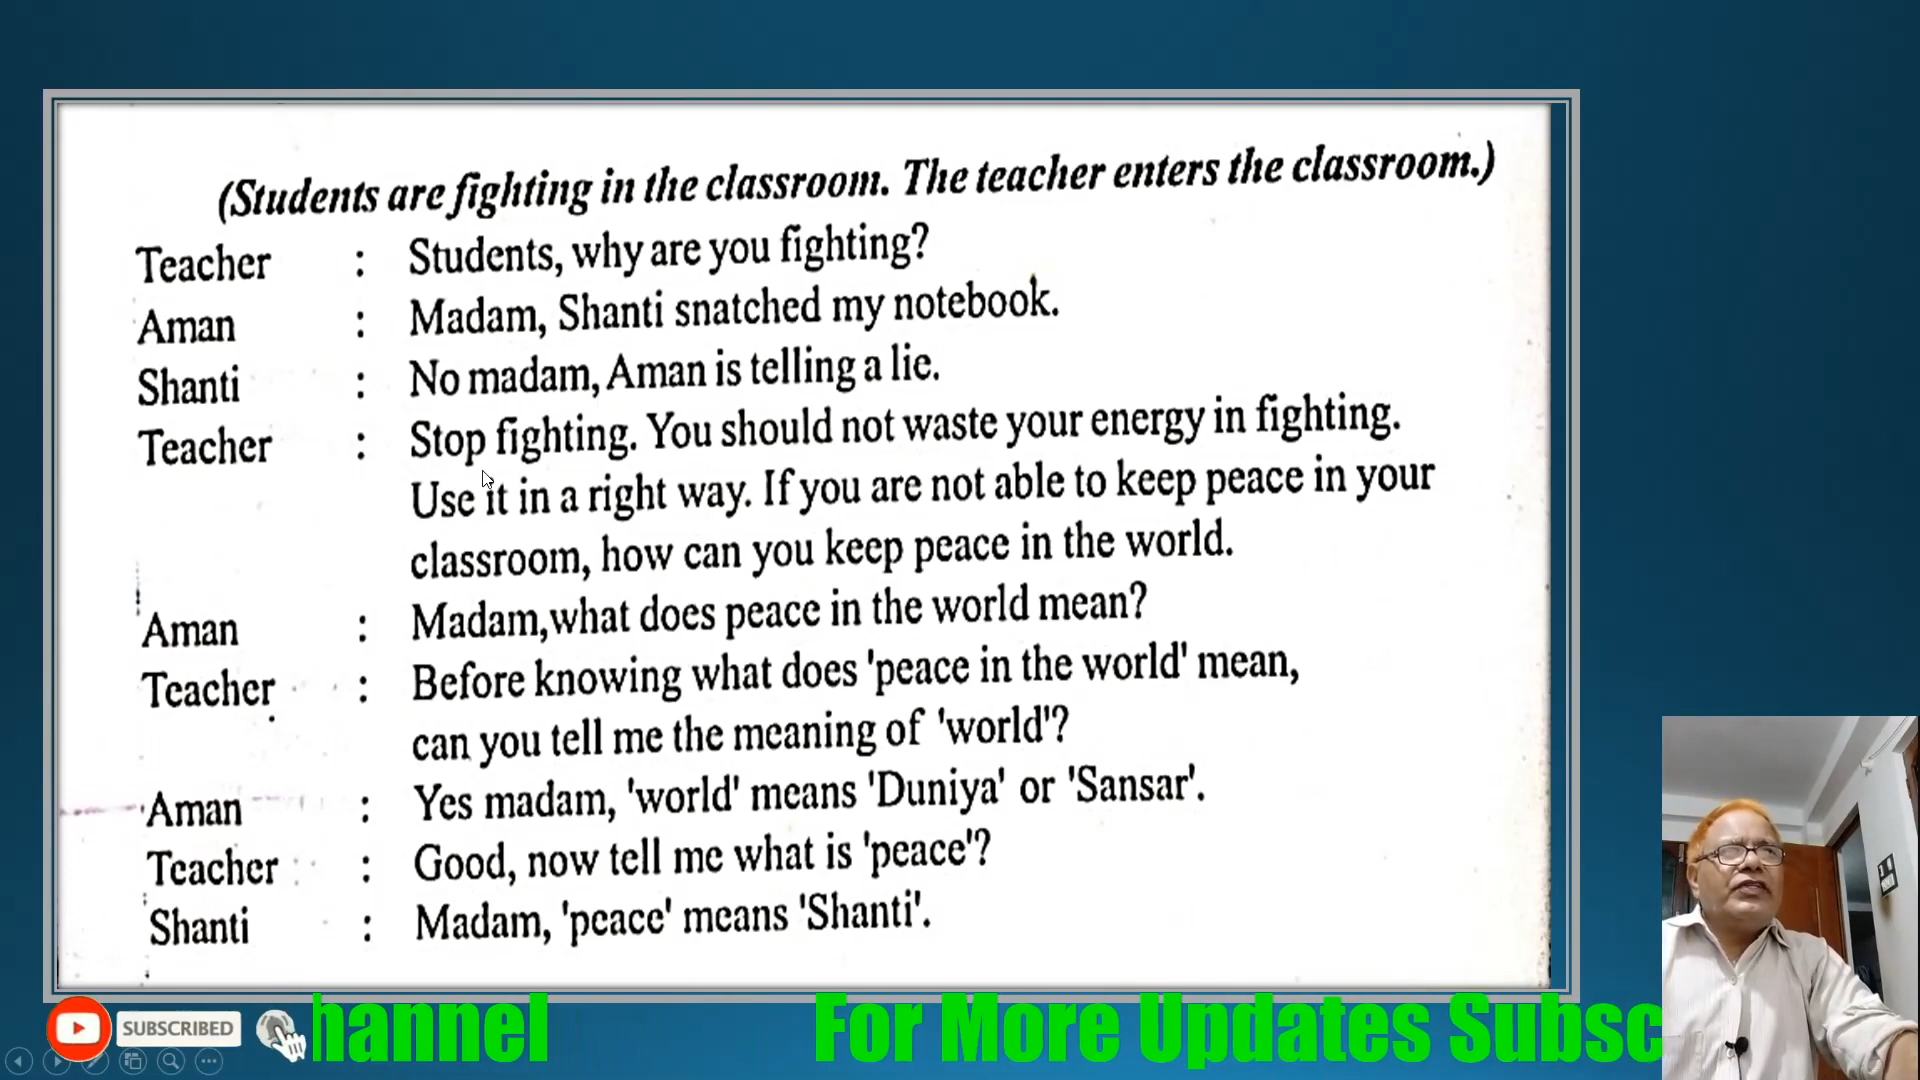 (Students are fighting in the classroom. The teacher enters the classroom.)
Teacher : Students, why are you fighting?
Aman : Madam, Shanti snatched my notebook.
Shanti : No madam, Aman is telling a lie.
Teacher : Stop fighting. You should not waste your energy in fighting.
Use it in a right way. If you are not able to keep peace in your
classroom, how can you keep peace in the world.
Aman : Madam,what does peace in the world mean?
Teacher : Before knowing what does 'peace in the world' mean,
can you tell me the meaning of 'world'?
Aman : Yes madam, 'world' means 'Duniya' or 'Sansar'.
Teacher : Good, now tell me what is 'peace'?
Shanti : Madam, 'peace' means 'Shanti'.
SUBSCRIBED hannel For More Updates Subsc